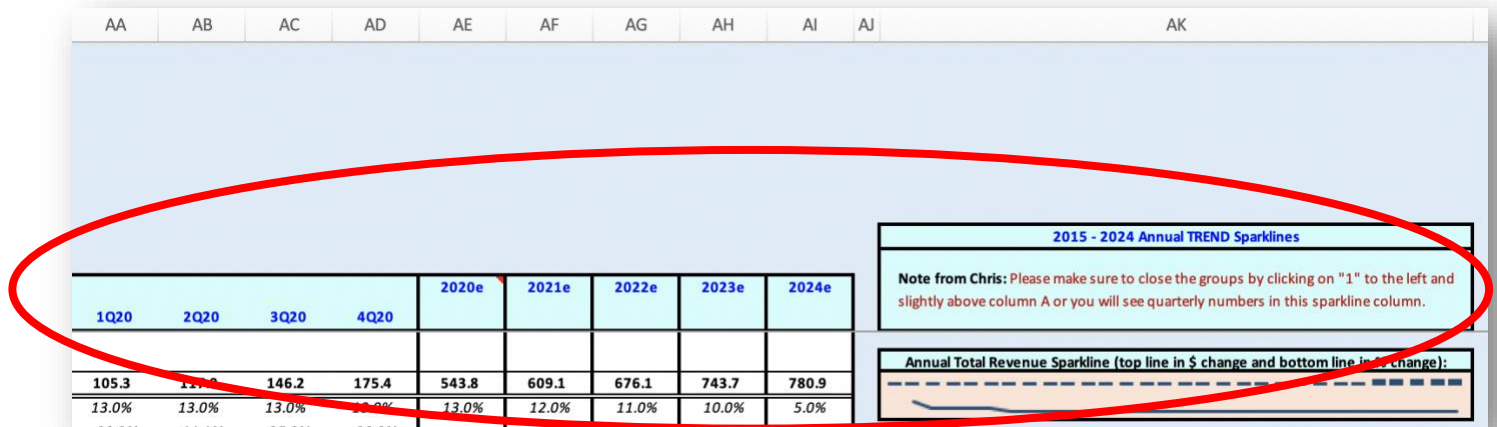 AA AB AC AD AE AF AG AH AI AJ AK
2015 - 2024 Annual TREND Sparklines
Note from Chris: Please make sure to close the groups by clicking on "1" to the left and
slightly above column A or you will see quarterly numbers in this sparkline column.
2020e 2021e 2022e 2023e 2024e
1Q20 2Q20 3Q20 4Q20
Annual Total Revenue Sparkline (top line in $ change and bottom line in % change):
105.3 146.2 175.4 543.8 609.1 676.1 743.7 780.9
13.0% 13.0% 13.0% 13.0% 12.0% 11.0% 10.0% 5.0%